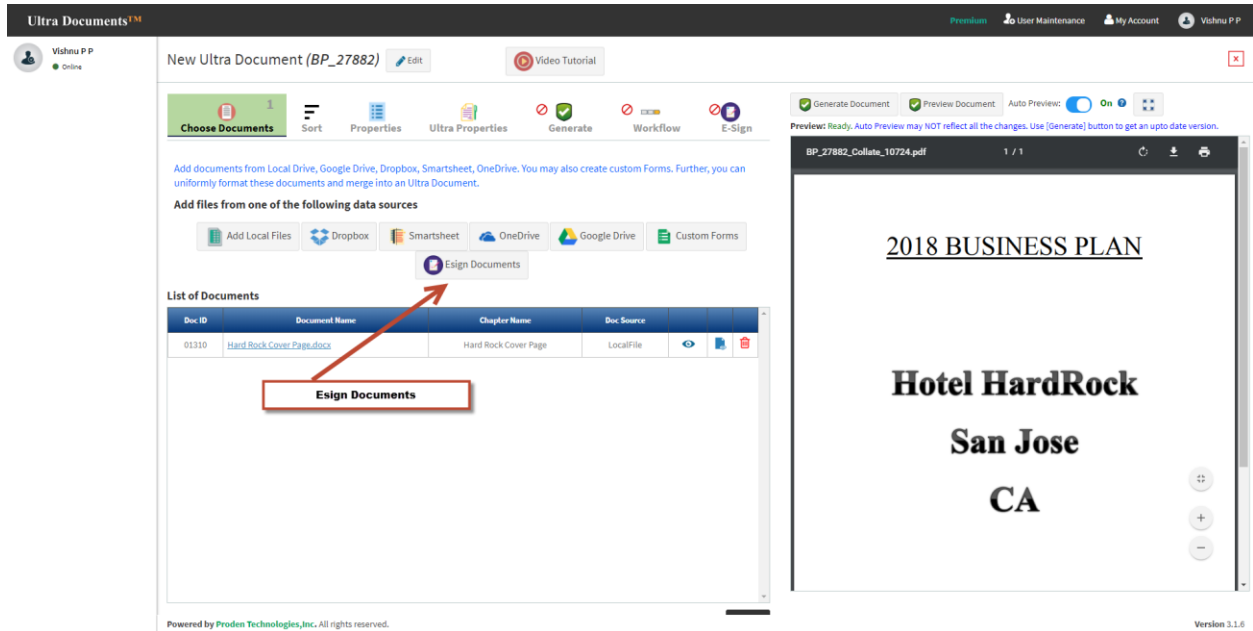 Ultra Documents™
Premium
User Maintenance
My Account
Vishnu P P
Vishnu P P
Online
New Ultra Document (BP_27882)
Edit
Video Tutorial
x
1
Choose Documents
Sort
Properties
Ultra Properties
Generate
Workflow
E-Sign
Add documents from Local Drive, Google Drive, Dropbox, Smartsheet, OneDrive. You may also create custom Forms. Further, you can
uniformly format these documents and merge into an Ultra Document.
Add files from one of the following data sources
Add Local Files
Dropbox
Smartsheet
OneDrive
Google Drive
Custom Forms
Esign Documents
List of Documents
Doc ID Document Name Chapter Name Doc Source
01310 Hard Rock Cover Page.docx Hard Rock Cover Page LocalFile
Esign Documents
Generate Document
Preview Document
Auto Preview: On ?
Preview: Ready. Auto Preview may NOT reflect all the changes. Use [Generate] button to get an upto date version.
BP_27882_Collate_10724.pdf 1 / 1
2018 BUSINESS PLAN
Hotel HardRock
San Jose
CA
Powered by Proden Technologies,Inc. All rights reserved.
Version 3.1.6